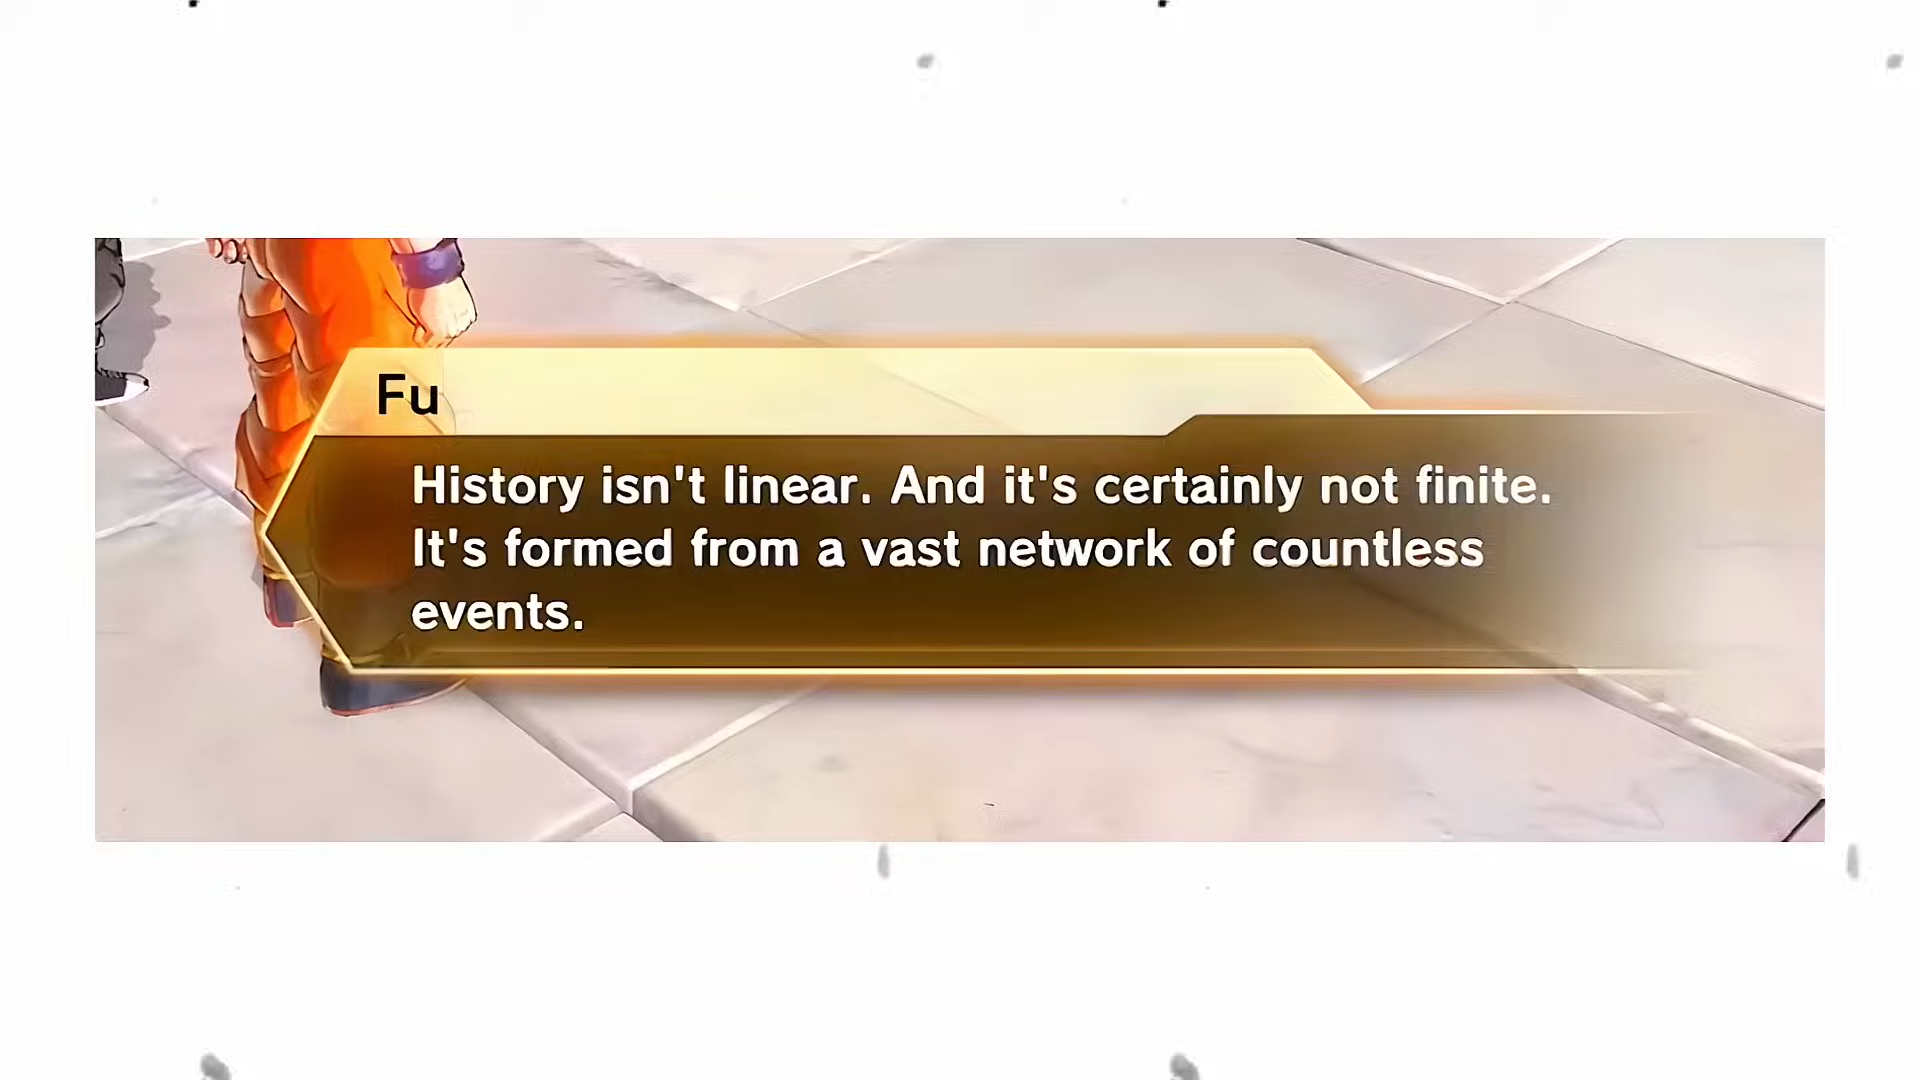 Fu
History isn't linear. And it's certainly not finite.
It's formed from a vast network of countless
events.